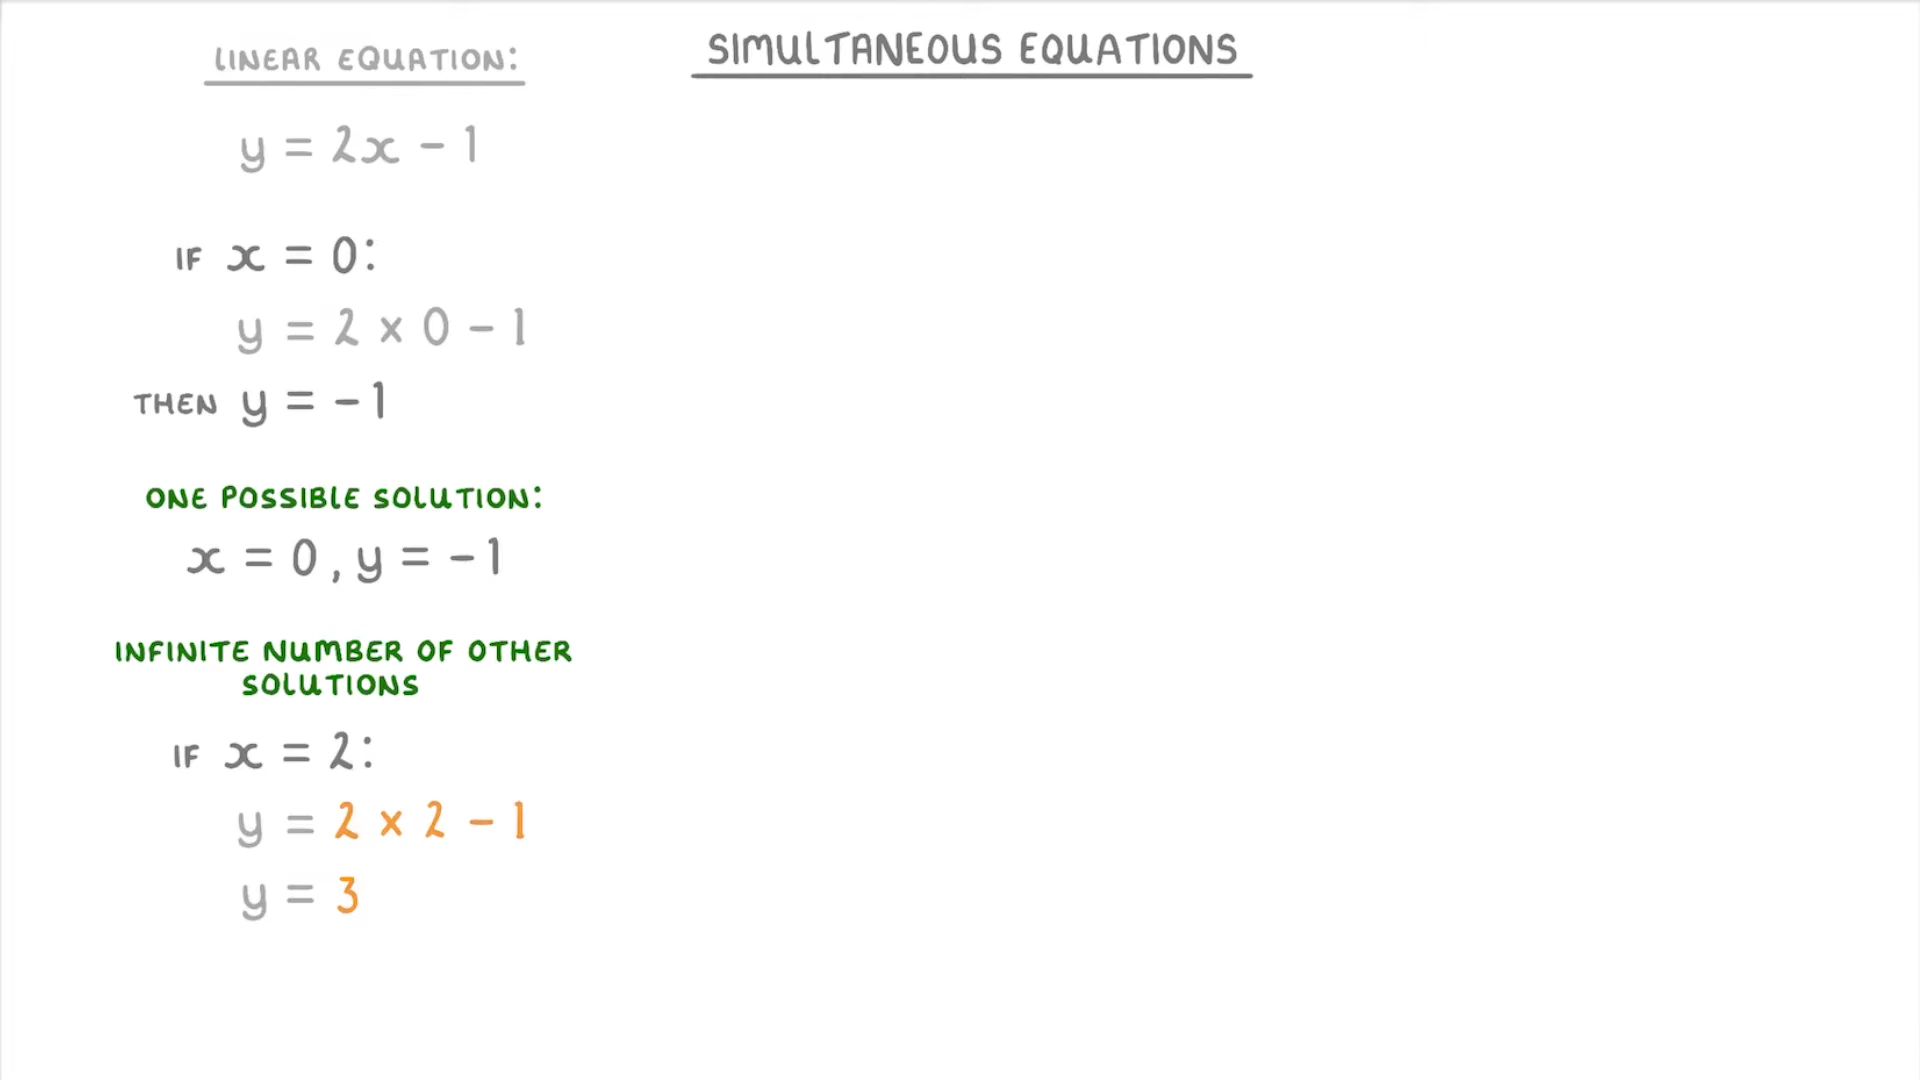 SIMULTANEOUS EQUATIONS
LINEAR EQUATION:
y = 2x - 1
IF x = 0:
y = 2 × 0 - 1
THEN y = -1
ONE POSSIBLE SOLUTION:
x = 0, y = -1
INFINITE NUMBER OF OTHER
SOLUTIONS
IF x = 2:
y = 2 × 2 - 1
y = 3